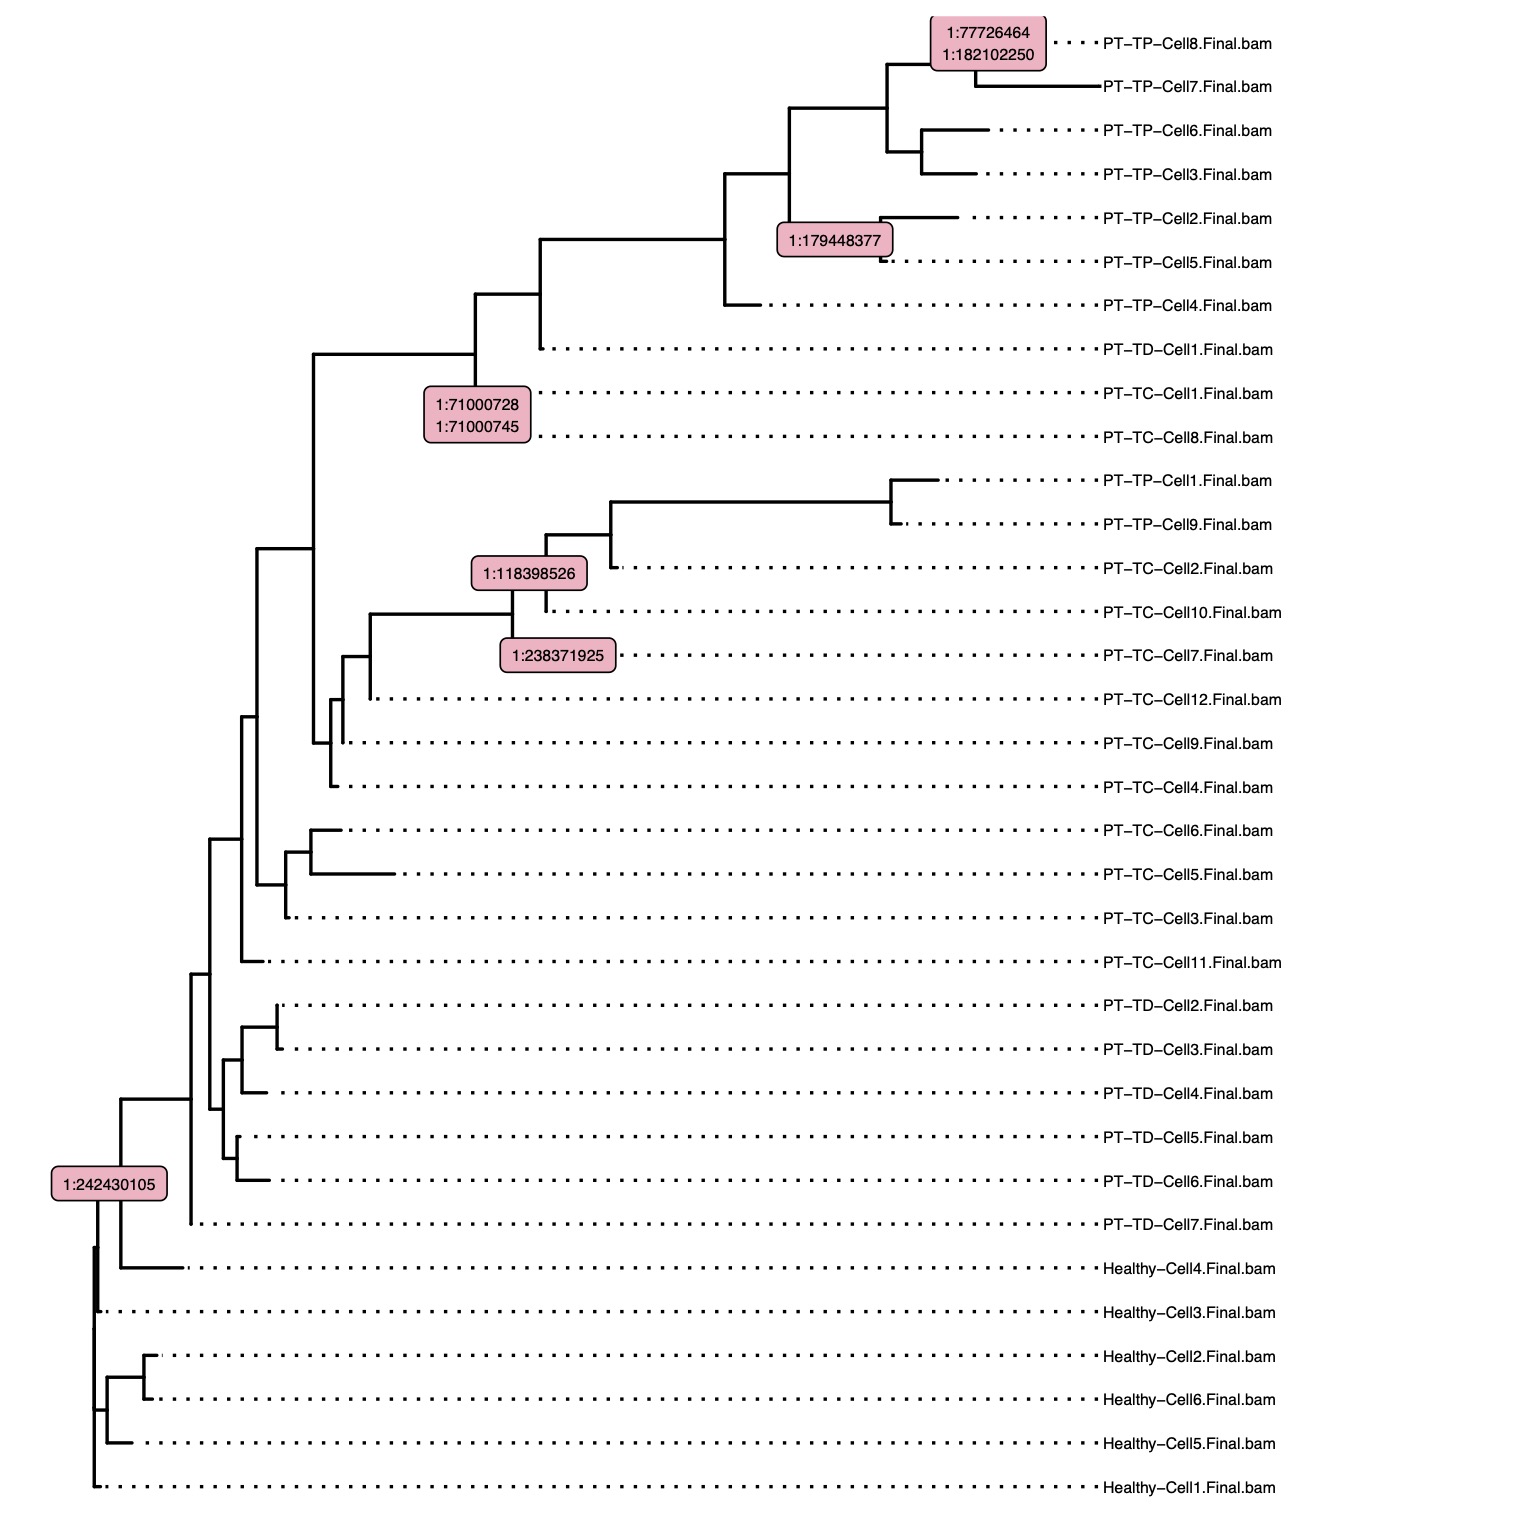 1:77726464
1:182102250
PT–TP–Cell8.Final.bam
PT–TP–Cell7.Final.bam
PT–TP–Cell6.Final.bam
PT–TP–Cell3.Final.bam
PT–TP–Cell2.Final.bam
1:179448377
PT–TP–Cell5.Final.bam
PT–TP–Cell4.Final.bam
PT–TD–Cell1.Final.bam
PT–TC–Cell1.Final.bam
1:71000728
1:71000745
PT–TC–Cell8.Final.bam
PT–TP–Cell1.Final.bam
PT–TP–Cell9.Final.bam
PT–TC–Cell2.Final.bam
1:118398526
PT–TC–Cell10.Final.bam
1:238371925
PT–TC–Cell7.Final.bam
PT–TC–Cell12.Final.bam
PT–TC–Cell9.Final.bam
PT–TC–Cell4.Final.bam
PT–TC–Cell6.Final.bam
PT–TC–Cell5.Final.bam
PT–TC–Cell3.Final.bam
PT–TC–Cell11.Final.bam
PT–TD–Cell2.Final.bam
PT–TD–Cell3.Final.bam
PT–TD–Cell4.Final.bam
PT–TD–Cell5.Final.bam
PT–TD–Cell6.Final.bam
1:242430105
PT–TD–Cell7.Final.bam
Healthy–Cell4.Final.bam
Healthy–Cell3.Final.bam
Healthy–Cell2.Final.bam
Healthy–Cell6.Final.bam
Healthy–Cell5.Final.bam
Healthy–Cell1.Final.bam